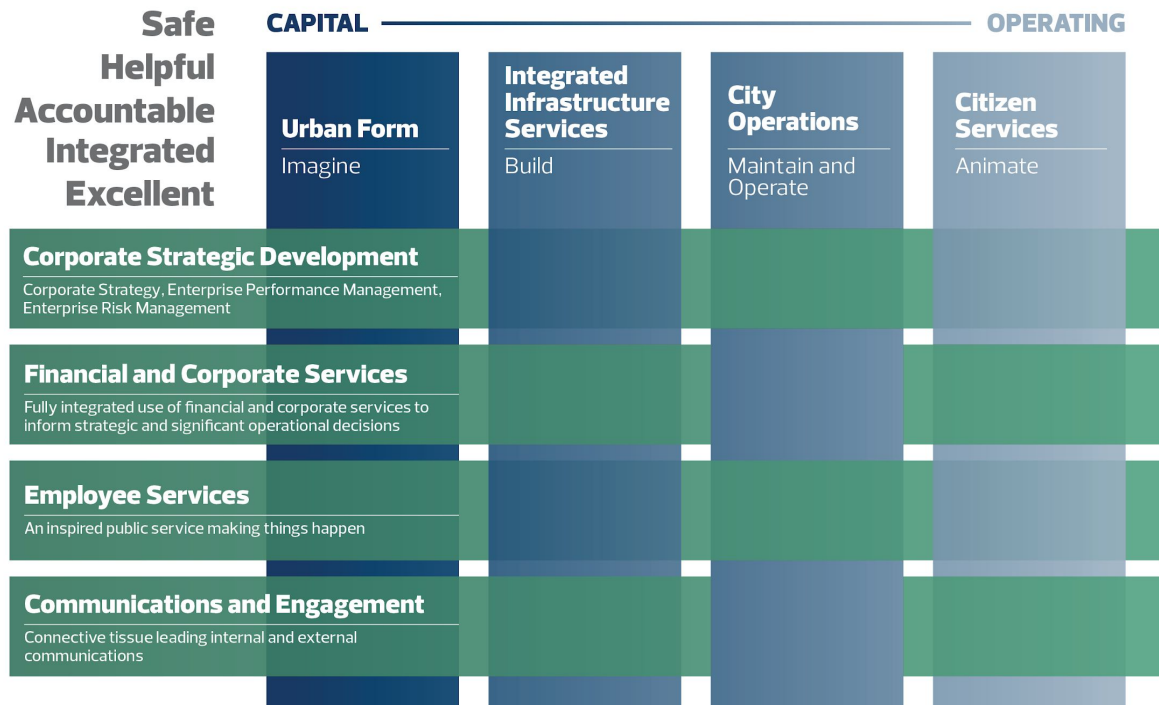 Safe
Helpful
Accountable
Integrated
Excellent
CAPITAL
OPERATING
Urban Form
Imagine
Integrated
Infrastructure
Services
Build
City
Operations
Maintain and
Operate
Citizen
Services
Animate
Corporate Strategic Development
Corporate Strategy, Enterprise Performance Management,
Enterprise Risk Management
Financial and Corporate Services
Fully integrated use of financial and corporate services to
inform strategic and significant operational decisions
Employee Services
An inspired public service making things happen
Communications and Engagement
Connective tissue leading internal and external
communications